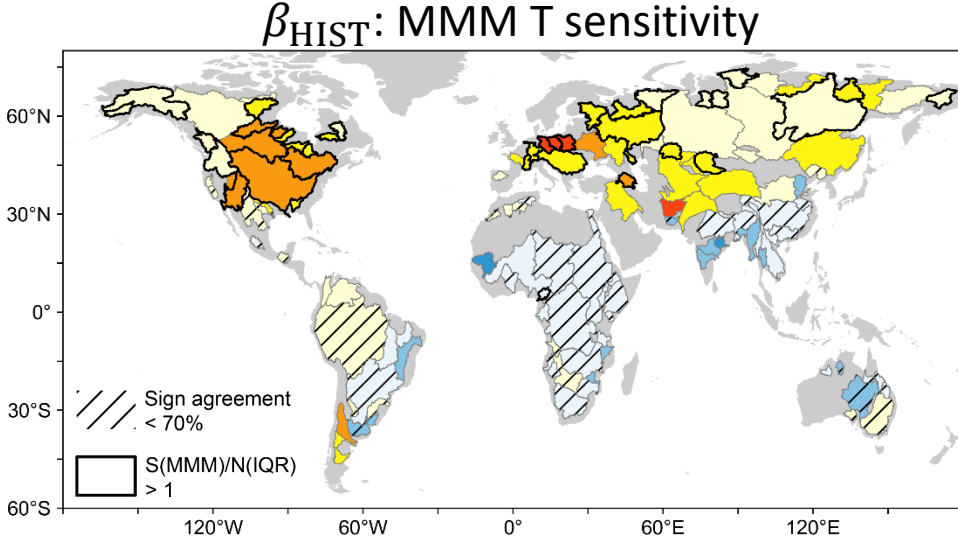 β_HIST: MMM T sensitivity
60°N
30°N
0°
30°S
60°S
Sign agreement
< 70%
S(MMM)/N(IQR)
> 1
120°W
60°W
0°
60°E
120°E